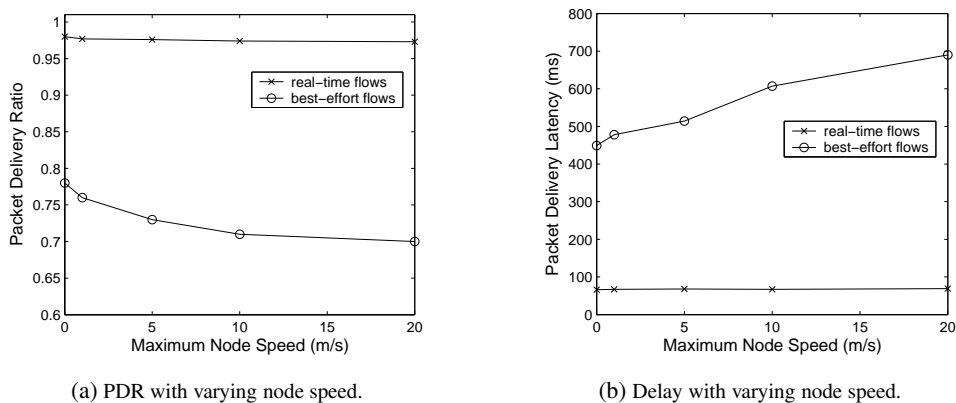 1
0.95
0.9
0.85
0.8
0.75
0.7
0.65
0.6
Packet Delivery Ratio
real-time flows
best-effort flows
0 5 10 15 20
Maximum Node Speed (m/s)
(a) PDR with varying node speed.
800
700
600
500
400
300
200
100
0
Packet Delivery Latency (ms)
real-time flows
best-effort flows
0 5 10 15 20
Maximum Node Speed (m/s)
(b) Delay with varying node speed.